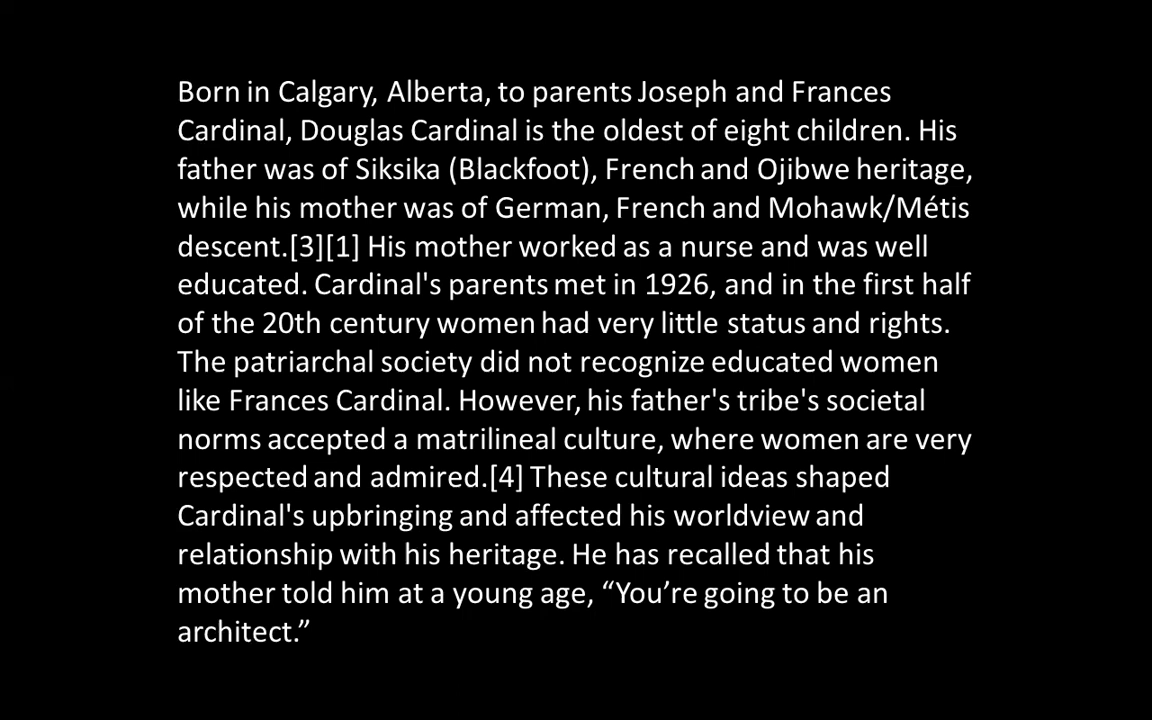 Born in Calgary, Alberta, to parents Joseph and Frances
Cardinal, Douglas Cardinal is the oldest of eight children. His
father was of Siksika (Blackfoot), French and Ojibwe heritage,
while his mother was of German, French and Mohawk/Métis
descent.[3][1] His mother worked as a nurse and was well
educated. Cardinal's parents met in 1926, and in the first half
of the 20th century women had very little status and rights.
The patriarchal society did not recognize educated women
like Frances Cardinal. However, his father's tribe's societal
norms accepted a matrilineal culture, where women are very
respected and admired.[4] These cultural ideas shaped
Cardinal's upbringing and affected his worldview and
relationship with his heritage. He has recalled that his
mother told him at a young age, “You’re going to be an
architect.”